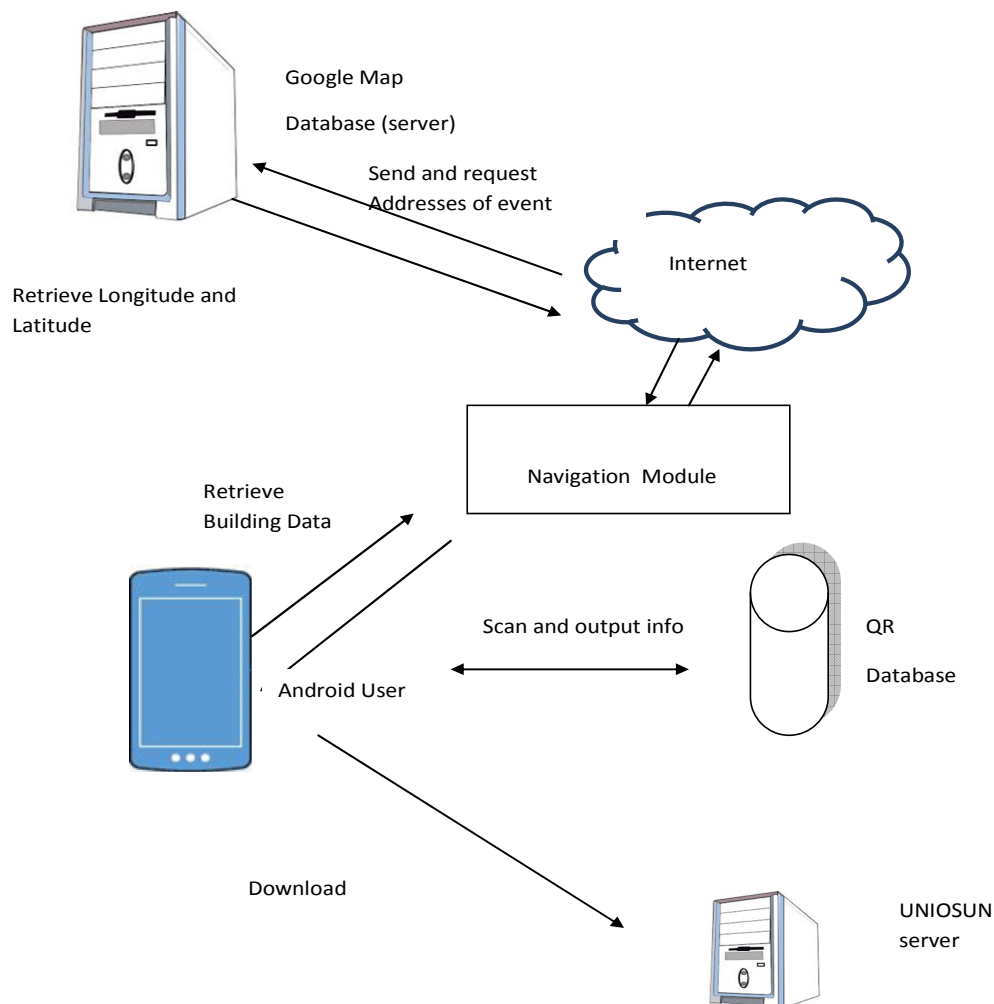 Google Map
Database (server)
Send and request
Addresses of event
Internet
Retrieve Longitude and
Latitude
Navigation Module
Retrieve
Building Data
Scan and output info
QR
Database
Android User
Download
UNIOSUN
server